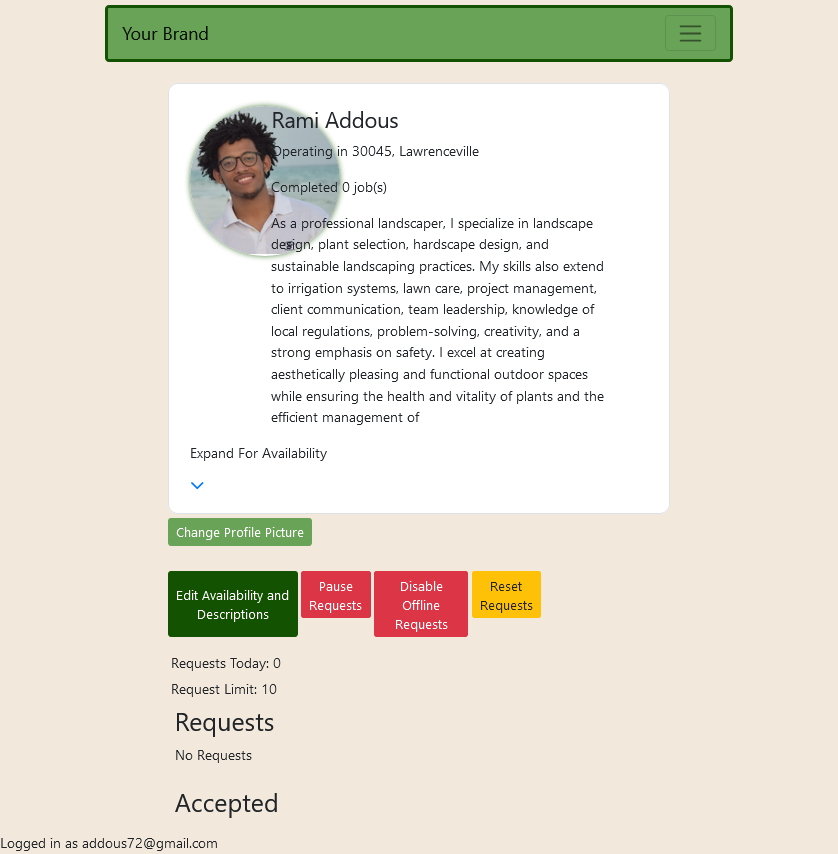 Your Brand
Rami Addous
Operating in 30045, Lawrenceville
Completed 0 job(s)
As a professional landscaper, I specialize in landscape
design, plant selection, hardscape design, and
sustainable landscaping practices. My skills also extend
to irrigation systems, lawn care, project management,
client communication, team leadership, knowledge of
local regulations, problem-solving, creativity, and a
strong emphasis on safety. I excel at creating
aesthetically pleasing and functional outdoor spaces
while ensuring the health and vitality of plants and the
efficient management of
Expand For Availability
Change Profile Picture
Edit Availability and
Descriptions
Pause
Requests
Disable
Offline
Requests
Reset
Requests
Requests Today: 0
Request Limit: 10
Requests
No Requests
Accepted
Logged in as addous72@gmail.com